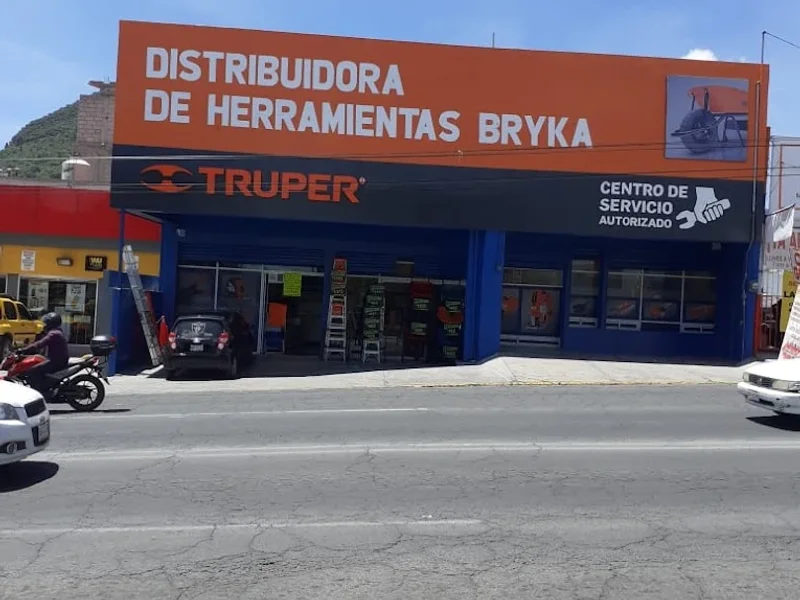 DISTRIBUIDORA
DE HERRAMIENTAS BRYKA
TRUPER®
CENTRO DE
SERVICIO
AUTORIZADO